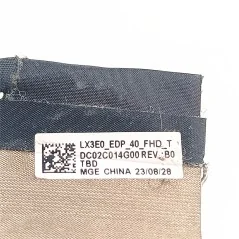 LX3E0_EDP_40_FHD_T
DC02C014G00 REV:B0
TBD
MGE CHINA 23/08/28